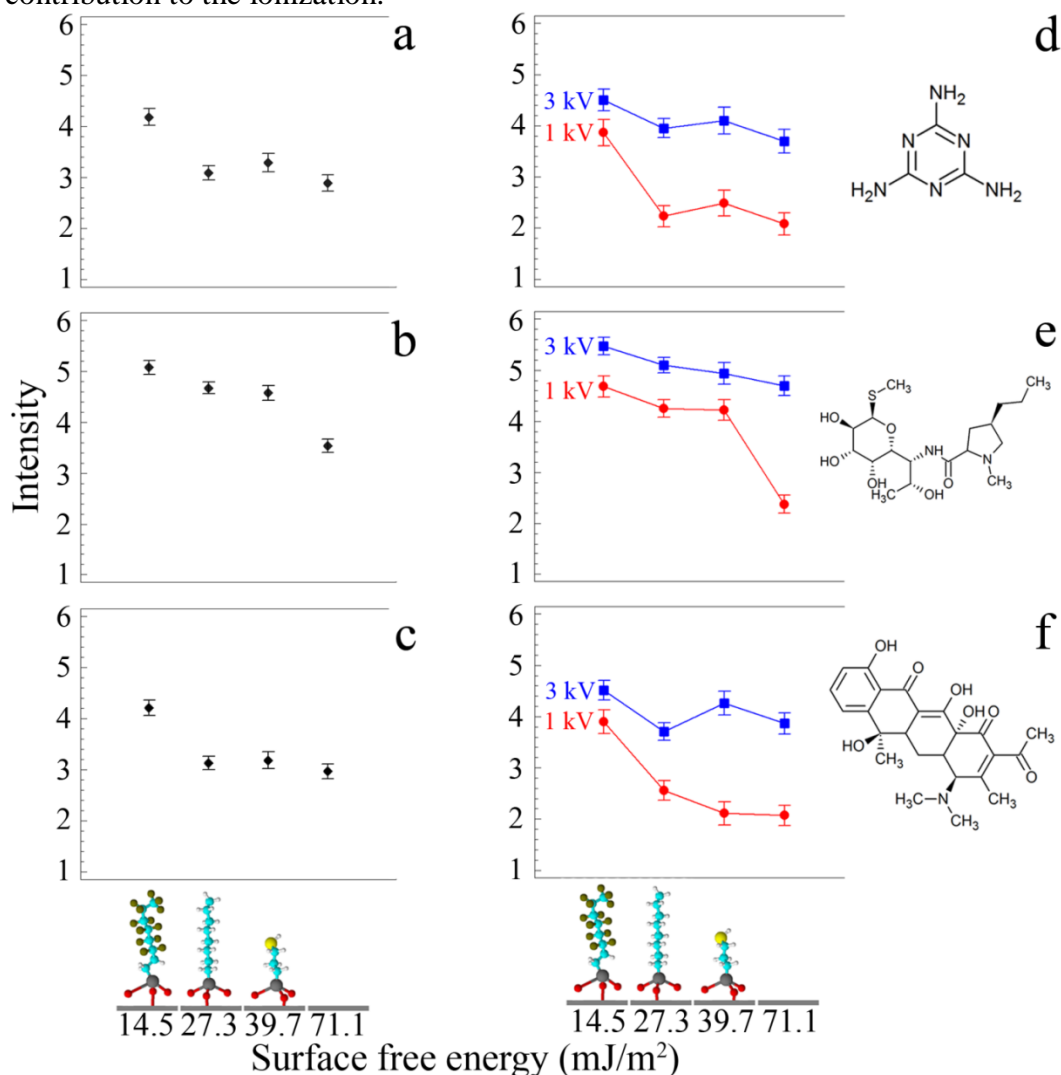 contribution to the ionization.
a
6
5
4
3
2
1
d
6
5
4
3
2
1
3 kV
1 kV
NH₂
N N
H₂N N NH₂
b
6
5
4
3
2
1
e
6
5
4
3
2
1
3 kV
1 kV
CH₃
S CH₃
HO O
NH N
HO O CH₃
OH H₃C OH
Intensity
c
6
5
4
3
2
1
f
6
5
4
3
2
1
3 kV
1 kV
OH O OH O
OH
HO CH₃ CH₃
O
H₃C N CH₃
CH₃
14.5 27.3 39.7 71.1
14.5 27.3 39.7 71.1
Surface free energy (mJ/m²)